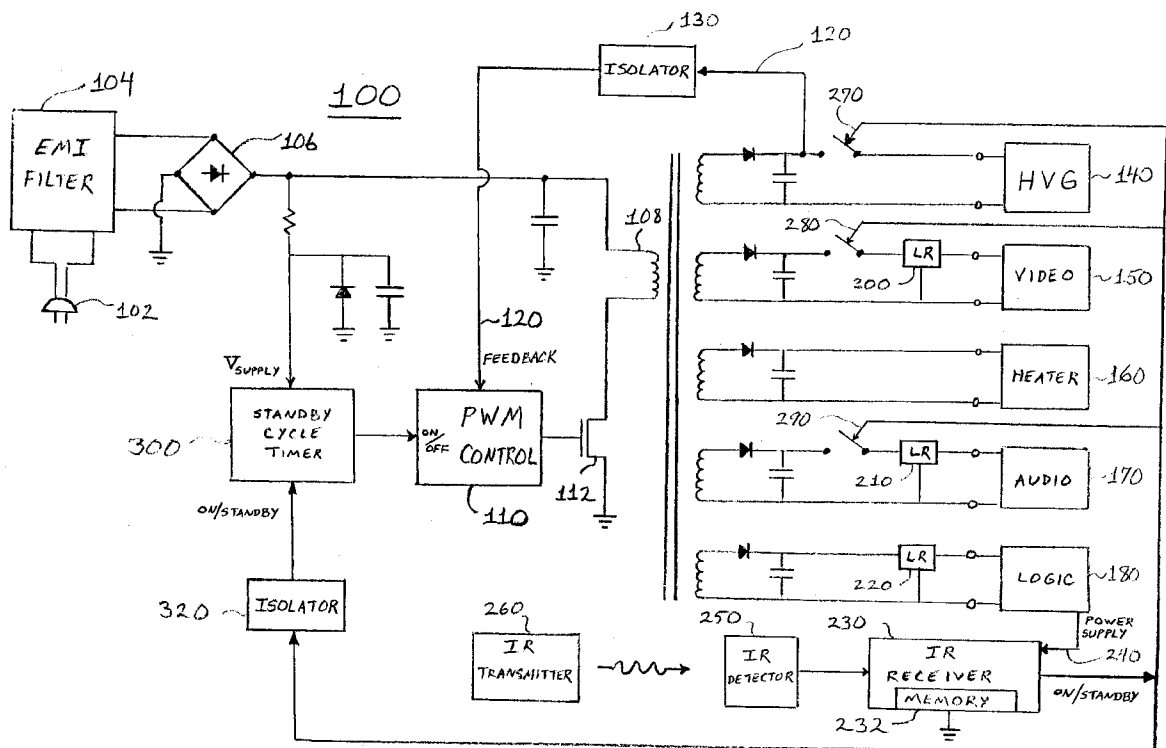 130
120
ISOLATOR
104
100
270
EMI
FILTER
106
HVG
140
108
280
LR
200
VIDEO
150
102
120
VSUPPLY
FEEDBACK
HEATER
160
STANDBY
CYCLE
TIMER
300
ON/OFF
PWM
CONTROL
110
112
290
LR
210
AUDIO
170
ON/STANDBY
LR
220
LOGIC
180
ISOLATOR
320
260
IR
TRANSMITTER
250
IR
DETECTOR
230
POWER
SUPPLY
240
IR
RECEIVER
MEMORY
232
ON/STANDBY